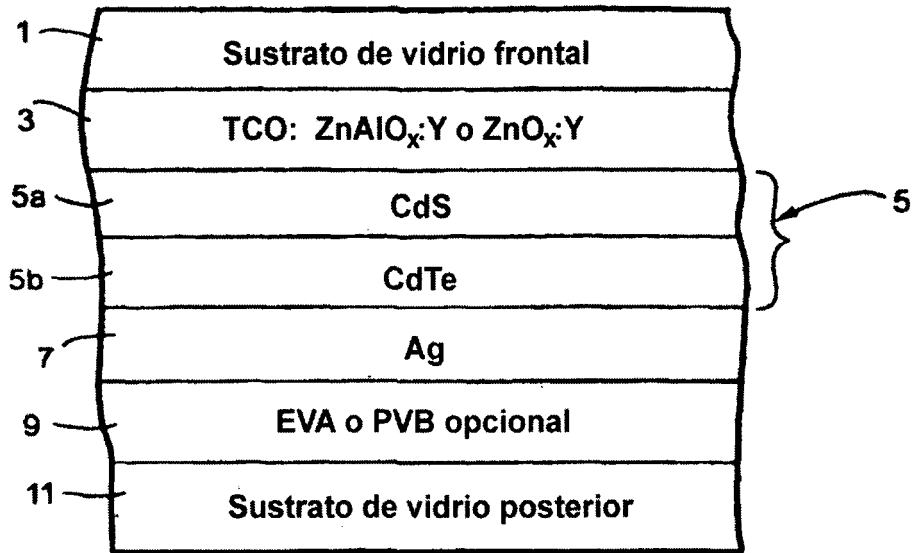 1
Sustrato de vidrio frontal
3
TCO: ZnAlOx:Y o ZnOx:Y
5a
CdS
5
5b
CdTe
7
Ag
9
EVA o PVB opcional
11
Sustrato de vidrio posterior